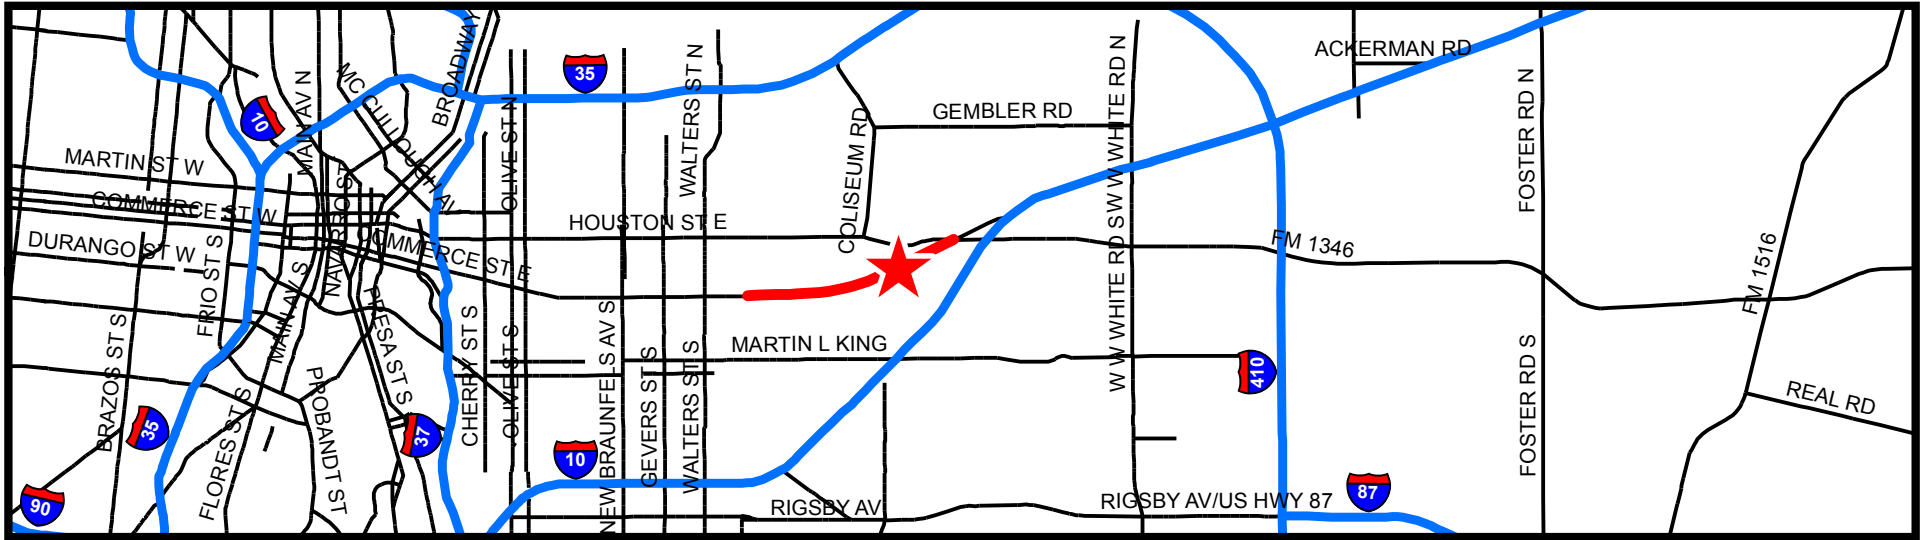 BROADWAY
ACKERMAN RD
35
MC CULLOUGH AV
MAIN AV N
WALTERS ST N
10
OLIVE ST N
GEMBLER RD
W W WHITE RD N
FOSTER RD N
MARTIN ST W
COLISEUM RD
COMMERCE ST W
NAVARRO ST
HOUSTON ST E
DURANGO ST W
COMMERCE ST E
FM 1346
W W WHITE RD S
FRIO ST S
MAIN AV S
FM 1516
PRESA ST S
BRAZOS ST S
CHERRY ST S
OLIVE ST S
NEW BRAUNFELS AV S
GEVERS ST S
WALTERS ST S
MARTIN L KING
410
FOSTER RD S
REAL RD
35
FLORES ST S
PROBANDT ST
37
10
90
RIGSBY AV
RIGSBY AV/US HWY 87
87